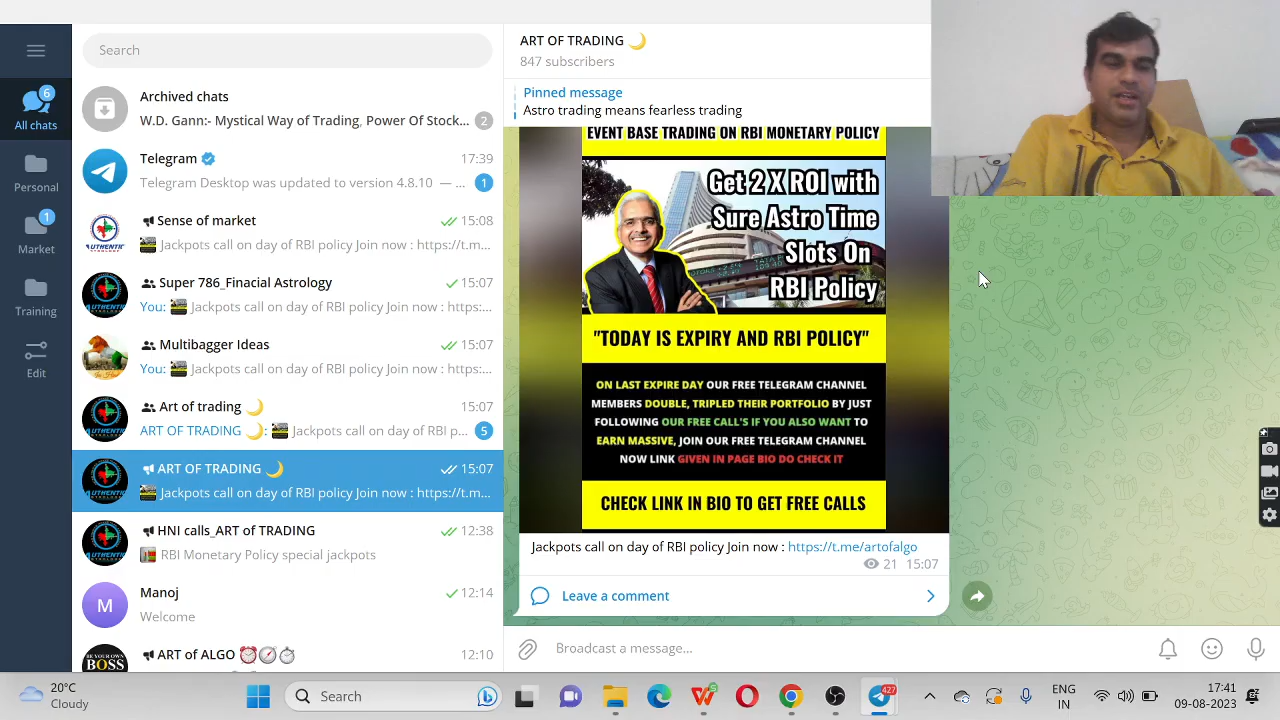 Search
All chats
6
Personal
Market
1
Training
Edit
Archived chats
W.D. Gann:- Mystical Way of Trading, Power Of Stock...
2
Telegram
17:39
Telegram Desktop was updated to version 4.8.10 — ...
1
Sense of market
15:08
Jackpots call on day of RBI policy Join now : https://t.m...
Super 786_Finacial Astrology
15:07
You: Jackpots call on day of RBI policy Join now : https:...
Multibagger Ideas
15:07
You: Jackpots call on day of RBI policy Join now : https:...
Art of trading
15:07
ART OF TRADING : Jackpots call on day of RBI p...
5
ART OF TRADING
15:07
Jackpots call on day of RBI policy Join now : https://t.m...
HNI calls_ART of TRADING
12:38
RBI Monetary Policy special jackpots
M
Manoj
12:14
Welcome
BE YOUR OWN
BOSS
ART of ALGO
12:10
ART OF TRADING
847 subscribers
Pinned message
Astro trading means fearless trading
EVENT BASE TRADING ON RBI MONETARY POLICY
Get 2 X ROI with
Sure Astro Time
Slots On
RBI Policy
"TODAY IS EXPIRY AND RBI POLICY"
ON LAST EXPIRE DAY OUR FREE TELEGRAM CHANNEL
MEMBERS DOUBLE, TRIPLED THEIR PORTFOLIO BY JUST
FOLLOWING OUR FREE CALL'S IF YOU ALSO WANT TO
EARN MASSIVE, JOIN OUR FREE TELEGRAM CHANNEL
NOW LINK GIVEN IN PAGE BIO DO CHECK IT
CHECK LINK IN BIO TO GET FREE CALLS
Jackpots call on day of RBI policy Join now : https://t.me/artofalgo
21 15:07
Leave a comment
Broadcast a message...
20°C
Cloudy
Search
427
ENG
IN
17:41
09-08-2023